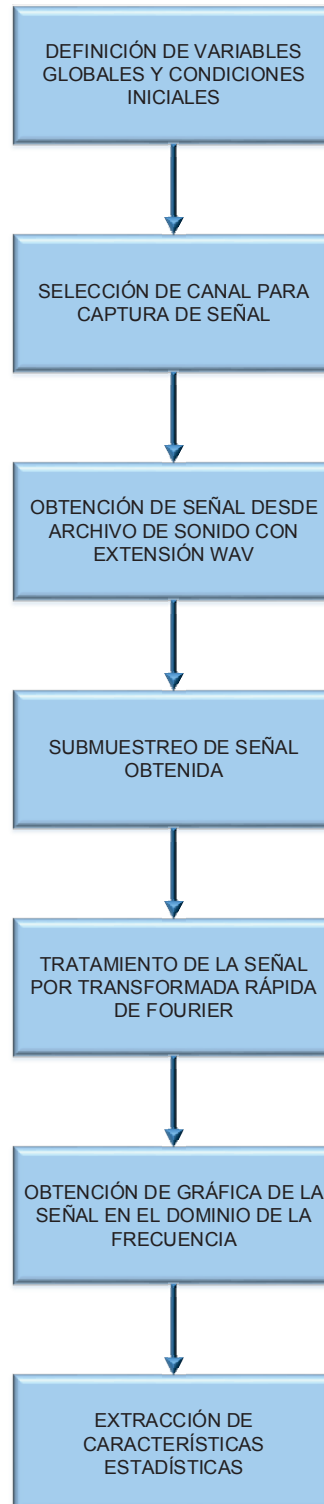 DEFINICIÓN DE VARIABLES
GLOBALES Y CONDICIONES
INICIALES
SELECCIÓN DE CANAL PARA
CAPTURA DE SEÑAL
OBTENCIÓN DE SEÑAL DESDE
ARCHIVO DE SONIDO CON
EXTENSIÓN WAV
SUBMUESTREO DE SEÑAL
OBTENIDA
TRATAMIENTO DE LA SEÑAL
POR TRANSFORMADA RÁPIDA
DE FOURIER
OBTENCIÓN DE GRÁFICA DE LA
SEÑAL EN EL DOMINIO DE LA
FRECUENCIA
EXTRACCIÓN DE
CARACTERÍSTÍCAS
ESTADÍSTICAS